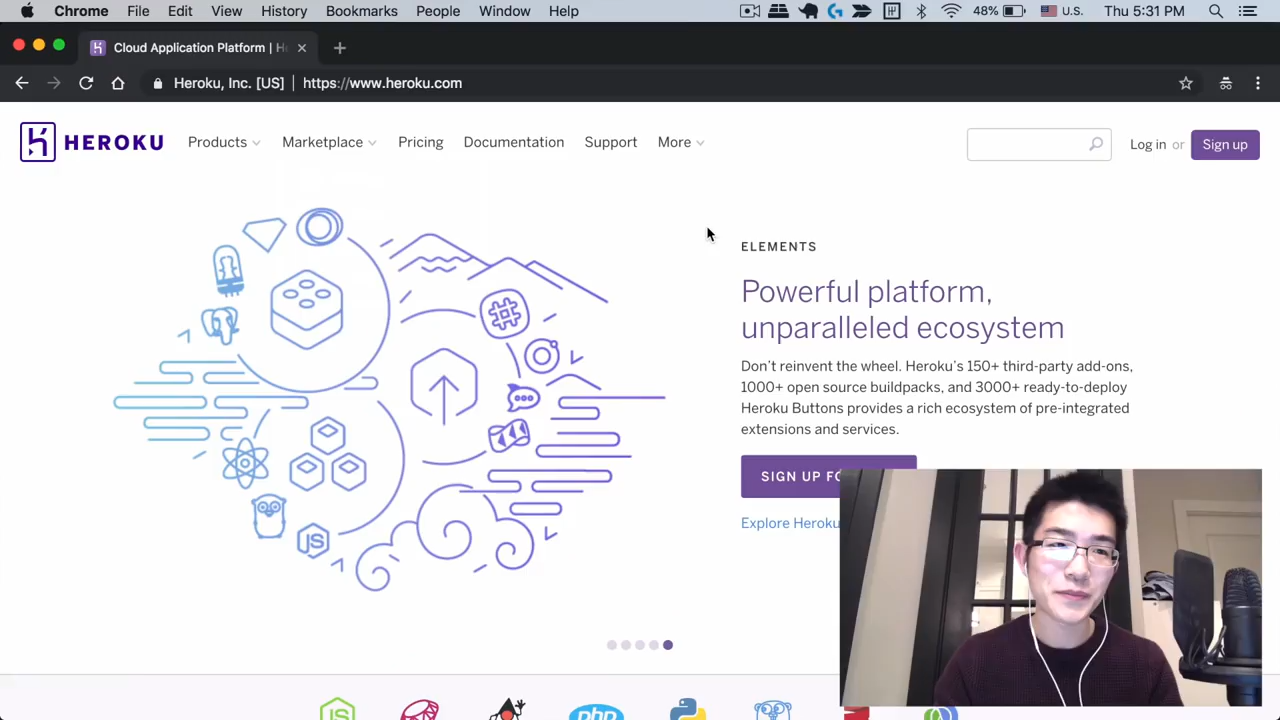 Chrome File Edit View History Bookmarks People Window Help 48% U.S. Thu 5:31 PM
Cloud Application Platform | H
Heroku, Inc. [US] | https://www.heroku.com
HEROKU Products Marketplace Pricing Documentation Support More Log in or Sign up
ELEMENTS
Powerful platform,
unparalleled ecosystem
Don't reinvent the wheel. Heroku's 150+ third-party add-ons,
1000+ open source buildpacks, and 3000+ ready-to-deploy
Heroku Buttons provides a rich ecosystem of pre-integrated
extensions and services.
SIGN UP
Explore Heroku
JS
JS
php